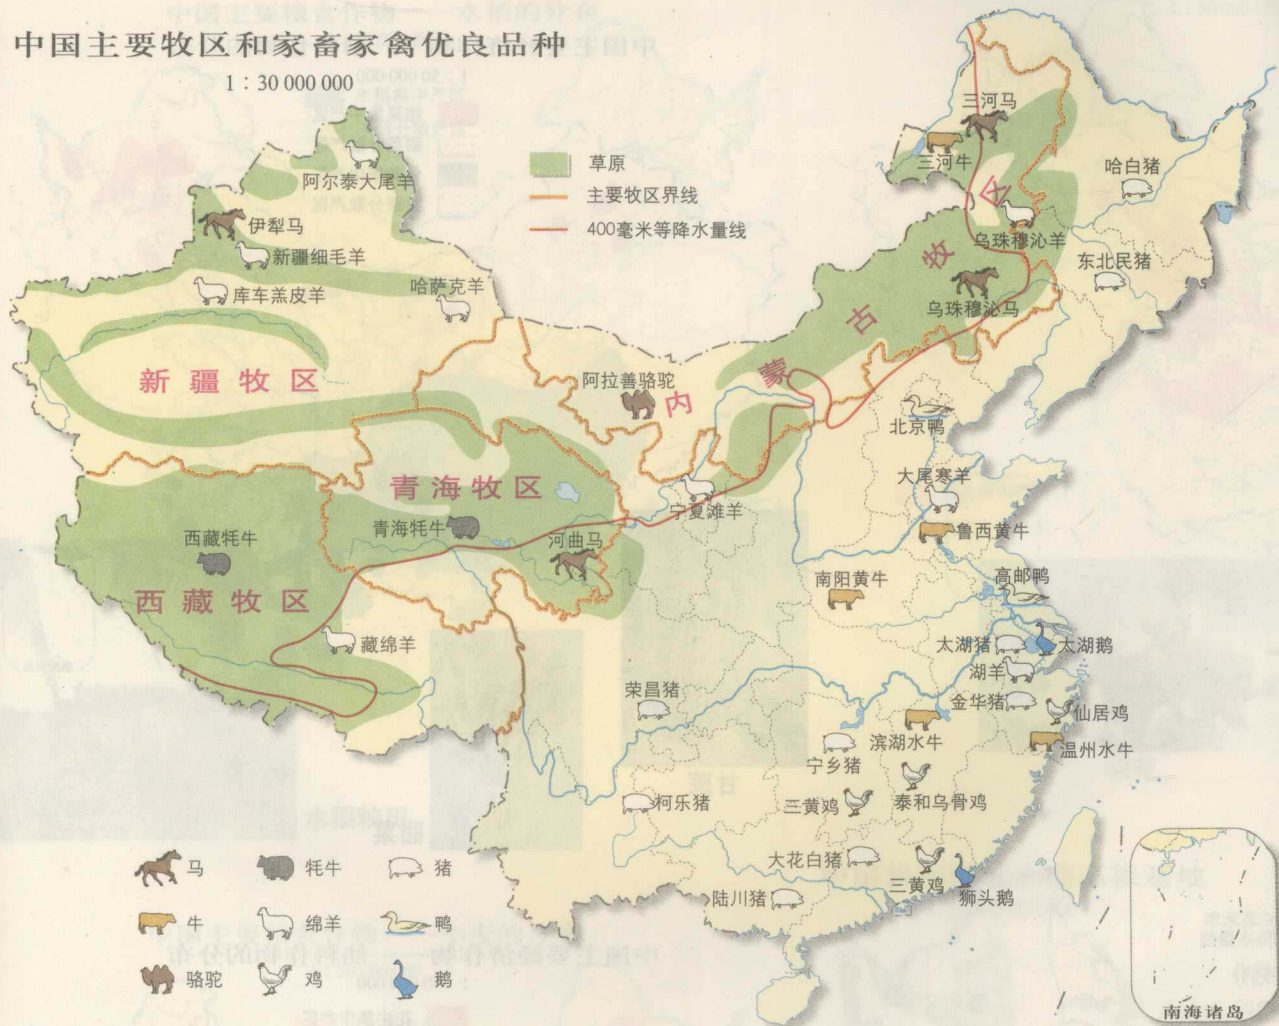 中国主要牧区和家畜家禽优良品种
1：30 000 000
草原
主要牧区界线
400毫米等降水量线
三河马
三河牛
哈白猪
阿尔泰大尾羊
伊犁马
新疆细毛羊
库车羔皮羊
哈萨克羊
乌珠穆沁羊
东北民猪
乌珠穆沁马
内蒙古牧区
新疆牧区
阿拉善骆驼
北京鸭
大尾寒羊
青海牧区
宁夏滩羊
青海牦牛
河曲马
鲁西黄牛
西藏牦牛
南阳黄牛
高邮鸭
西藏牧区
藏绵羊
太湖猪
太湖鹅
湖羊
荣昌猪
金华猪
仙居鸡
滨湖水牛
温州水牛
宁乡猪
柯乐猪
三黄鸡
泰和乌骨鸡
大花白猪
三黄鸡
狮头鹅
陆川猪
马
牦牛
猪
牛
绵羊
鸭
骆驼
鸡
鹅
南海诸岛